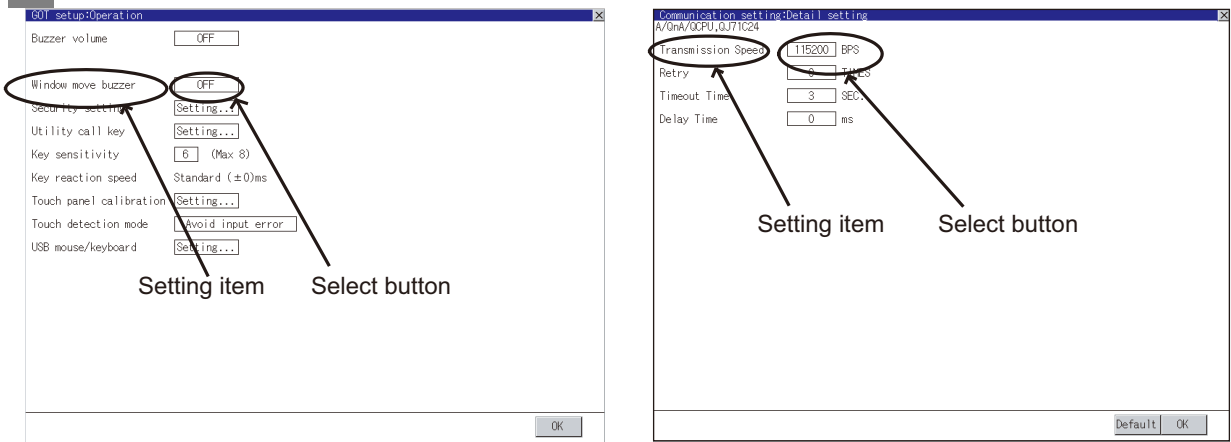 GOT setup:Operation
Buzzer volume OFF
Window move buzzer OFF
Security setting Setting...
Utility call key Setting...
Key sensitivity 6 (Max 8)
Key reaction speed Standard (±0)ms
Touch panel calibration Setting...
Touch detection mode Avoid input error
USB mouse/keyboard Setting...
Setting item Select button
OK
Communication setting:Detail setting
A/QnA/QCPU,QJ71C24
Transmission Speed 115200 BPS
Retry 0 TIMES
Timeout Time 3 SEC.
Delay Time 0 ms
Setting item Select button
Default OK